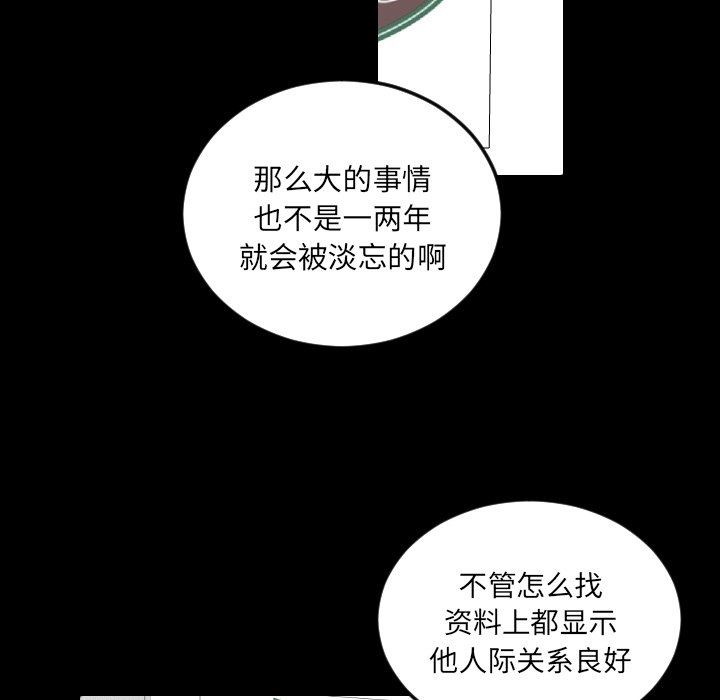 那么大的事情
也不是一两年
就会被淡忘的啊
不管怎么找
资料上都显示
他人际关系良好